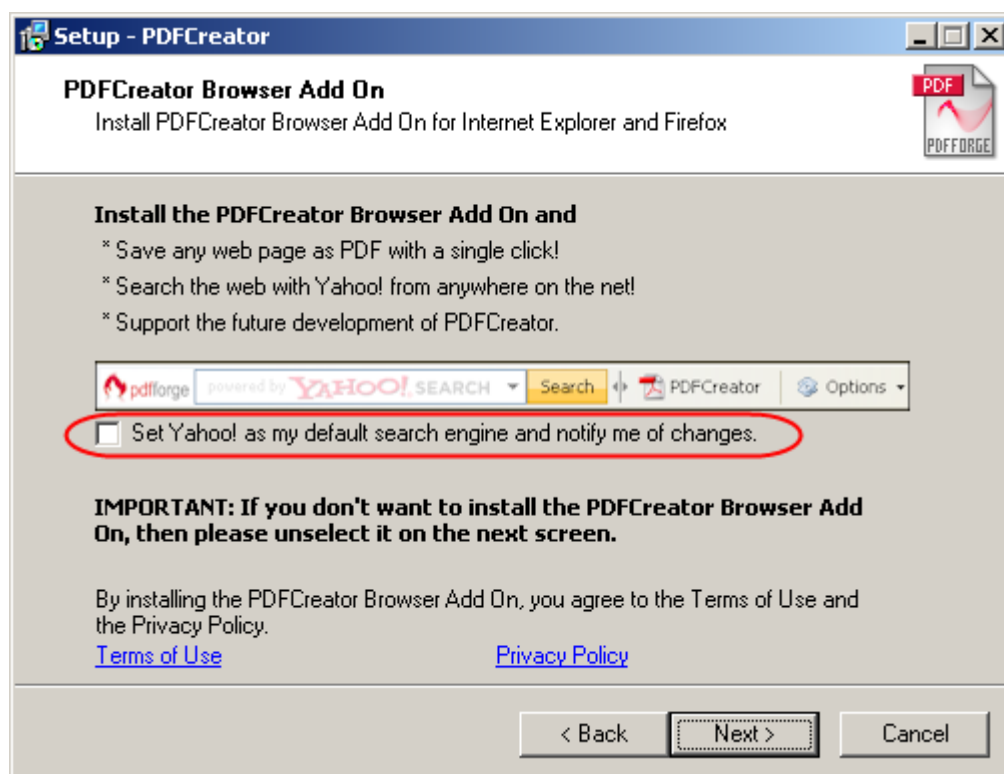 Setup - PDFCreator
PDFCreator Browser Add On
Install PDFCreator Browser Add On for Internet Explorer and Firefox
PDF
PDFFORGE
Install the PDFCreator Browser Add On and
* Save any web page as PDF with a single click!
* Search the web with Yahoo! from anywhere on the net!
* Support the future development of PDFCreator.
pdfforge powered by YAHOO! SEARCH Search PDFCreator Options
Set Yahoo! as my default search engine and notify me of changes.
IMPORTANT: If you don't want to install the PDFCreator Browser Add
On, then please unselect it on the next screen.
By installing the PDFCreator Browser Add On, you agree to the Terms of Use and
the Privacy Policy.
Terms of Use Privacy Policy
< Back Next > Cancel